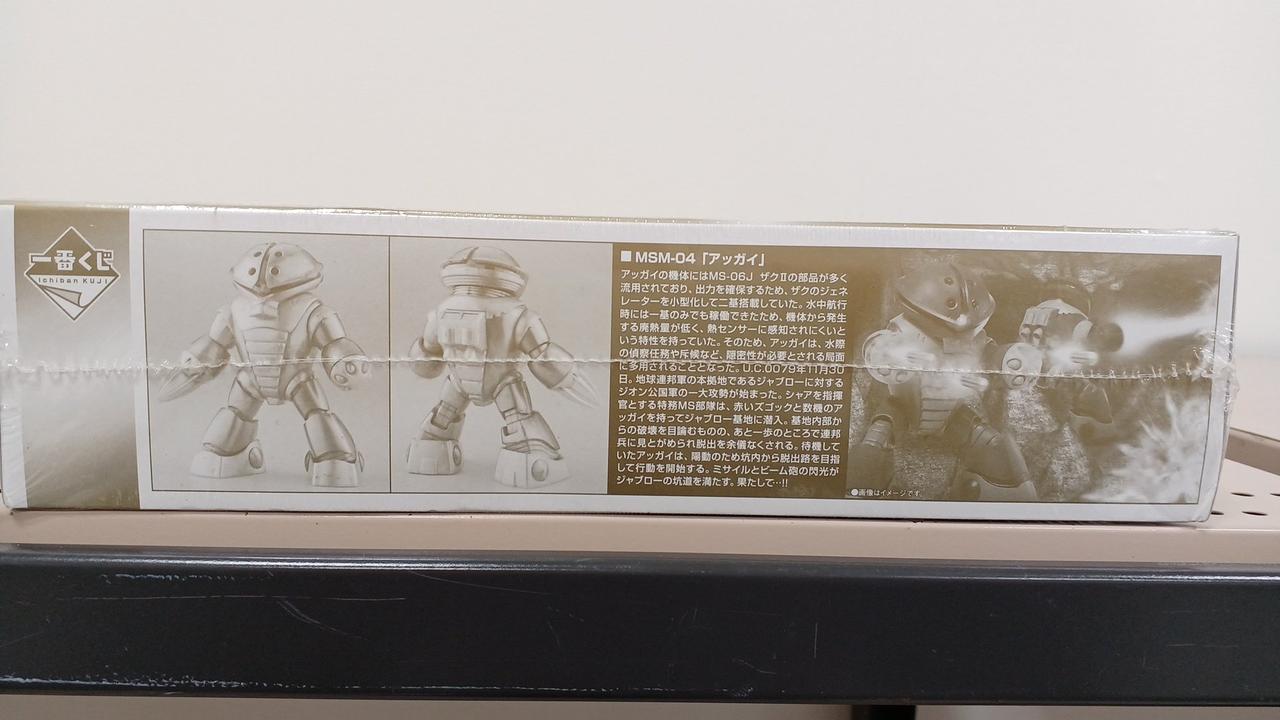 一番くじ
Ichiban KUJI
■MSM-04「アッガイ」
アッガイの機体にはMS-06J ザクⅡの部品が多く
流用されており、出力を確保するため、ザクのジェネ
レーターを小型化して二基搭載していた。水中航行
時には一基のみでも稼働できたため、機体から発生
する廃熱量が低く、熱センサーに感知されにくいと
いう特性を持っていた。そのため、アッガイは、水際
の偵察任務や斥候など、隠密性が必要とされる局面
に多用されることとなった。U.C.0079年11月30
日。地球連邦軍の本拠地であるジャブローに対する
ジオン公国軍の一大攻勢が始まった。シャアを指揮
官とする特務MS部隊は、赤いズゴックと数機のア
ッガイを持ってジャブロー基地に潜入。基地内部か
らの破壊を目論むものの、あと一歩のところで連邦
兵に見とがめられ脱出を余儀なくされる。待機して
いたアッガイは、陽動のため坑内から脱出路を目指
して行動を開始する。ミサイルとビーム砲の閃光が
ジャブローの坑道を満たす。果たして…!!
●画像はイメージです。